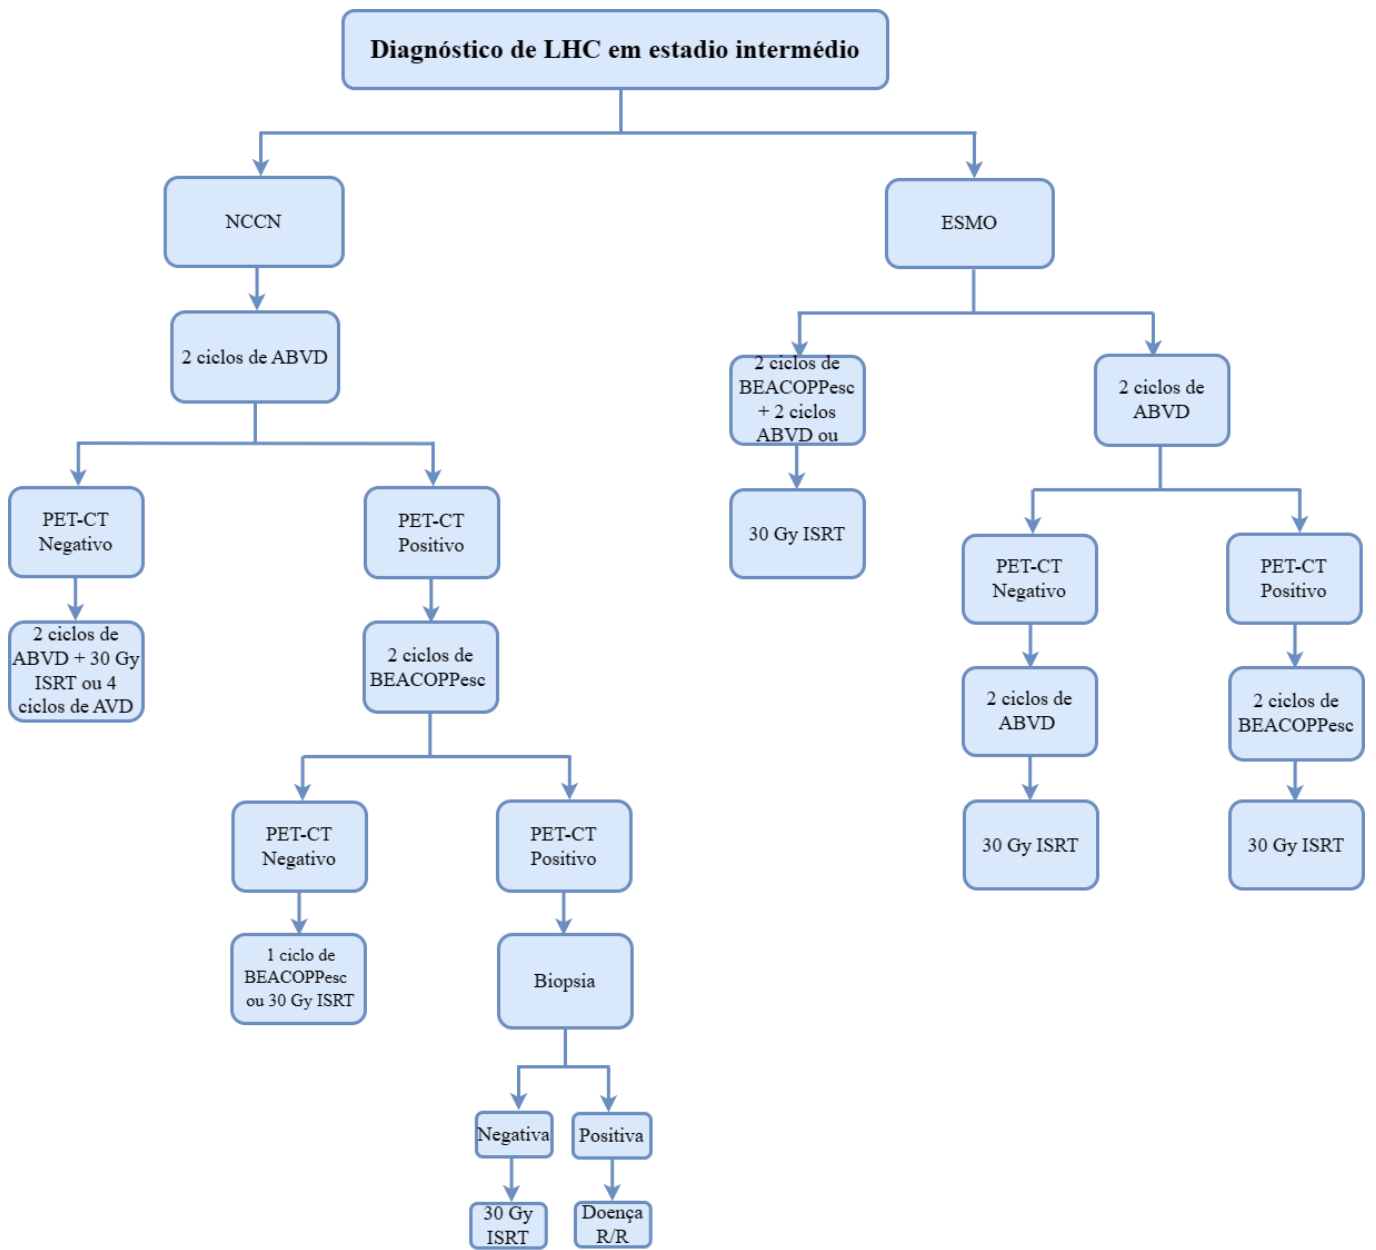 Diagnóstico de LHC em estadio intermédio
NCCN
2 ciclos de ABVD
PET-CT
Negativo
2 ciclos de
ABVD + 30 Gy
ISRT ou 4
ciclos de AVD
PET-CT
Positivo
2 ciclos de
BEACOPPesc
PET-CT
Negativo
1 ciclo de
BEACOPPesc
ou 30 Gy ISRT
PET-CT
Positivo
Biopsia
Negativa
30 Gy
ISRT
Positiva
Doença
R/R
ESMO
2 ciclos de
BEACOPPesc
+ 2 ciclos
ABVD ou
30 Gy ISRT
2 ciclos de
ABVD
PET-CT
Negativo
2 ciclos de
ABVD
30 Gy ISRT
PET-CT
Positivo
2 ciclos de
BEACOPPesc
30 Gy ISRT